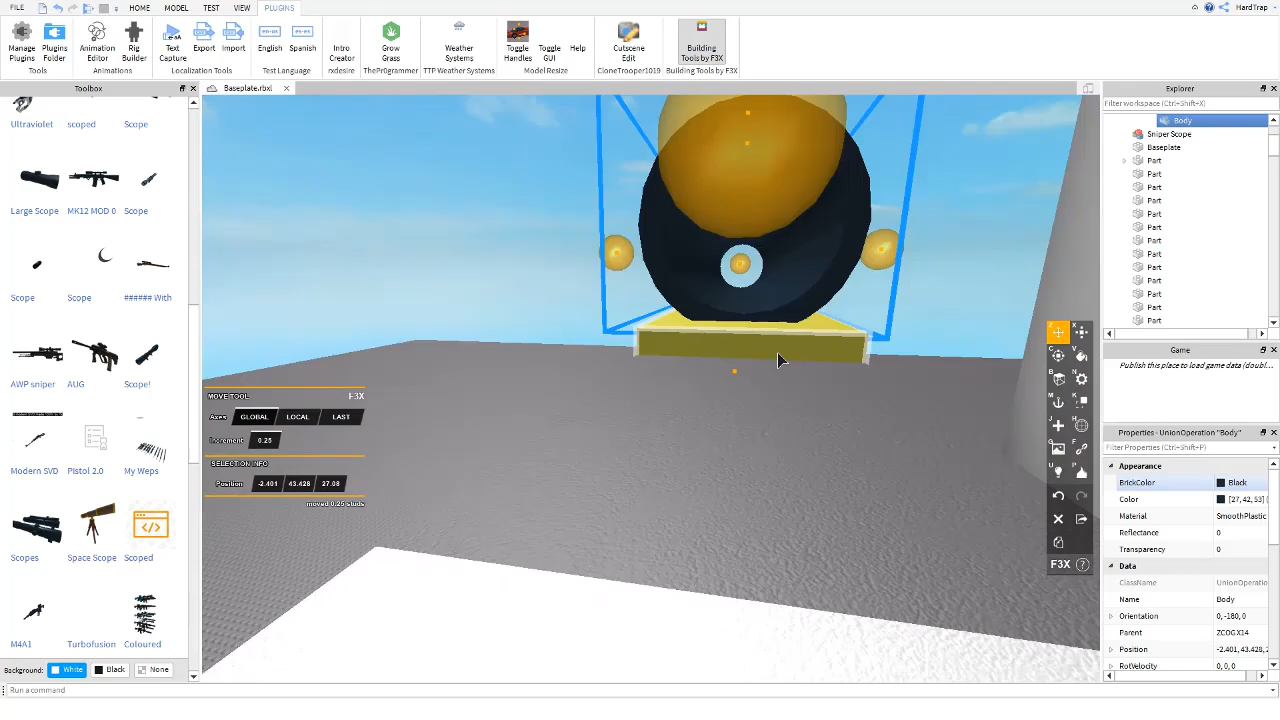 FILE HOME MODEL TEST VIEW PLUGINS HardTrap
Manage Plugins Plugins Folder Animation Editor Rig Builder Text Capture Export Import English Spanish Intro Creator Grow Grass Weather Systems Toggle Handles Toggle GUI Help Cutscene Edit Building Tools by F3X
Tools Animations Localization Tools Test Language rxdesire ThePr0grammer TTP Weather Systems Model Resize CloneTrooper1019 Building Tools by F3X
Toolbox
Baseplate.rbxl
Explorer
Filter workspace (Ctrl+Shift+X)
Body
Sniper Scope
Baseplate
Part
Part
Part
Part
Part
Part
Part
Part
Part
Part
Part
Part
Part
Ultraviolet scoped Scope
Large Scope MK12 MOD 0 Scope
Scope Scope ###### With
AWP sniper AUG Scope!
Modern SVD Pistol 2.0 My Weps
Scopes Space Scope Scoped
M4A1 Turbofusion Coloured
Background: White Black None
Run a command
MOVE TOOL F3X
Axes GLOBAL LOCAL LAST
Increment 0.25
SELECTION INFO
Position -2.401 43.428 27.08
moved 0.25 studs
Z X
C V
B N
M K
J H
G F
U P
F3X ?
Game
Publish this place to load game data (doubl...
Properties - UnionOperation "Body"
Filter Properties (Ctrl+Shift+P)
Appearance
BrickColor Black
Color [27, 42, 53]
Material SmoothPlastic
Reflectance 0
Transparency 0
Data
ClassName UnionOperatio
Name Body
Orientation 0, -180, 0
Parent ZCOGX14
Position -2.401, 43.428, 2
RotVelocity 0, 0, 0